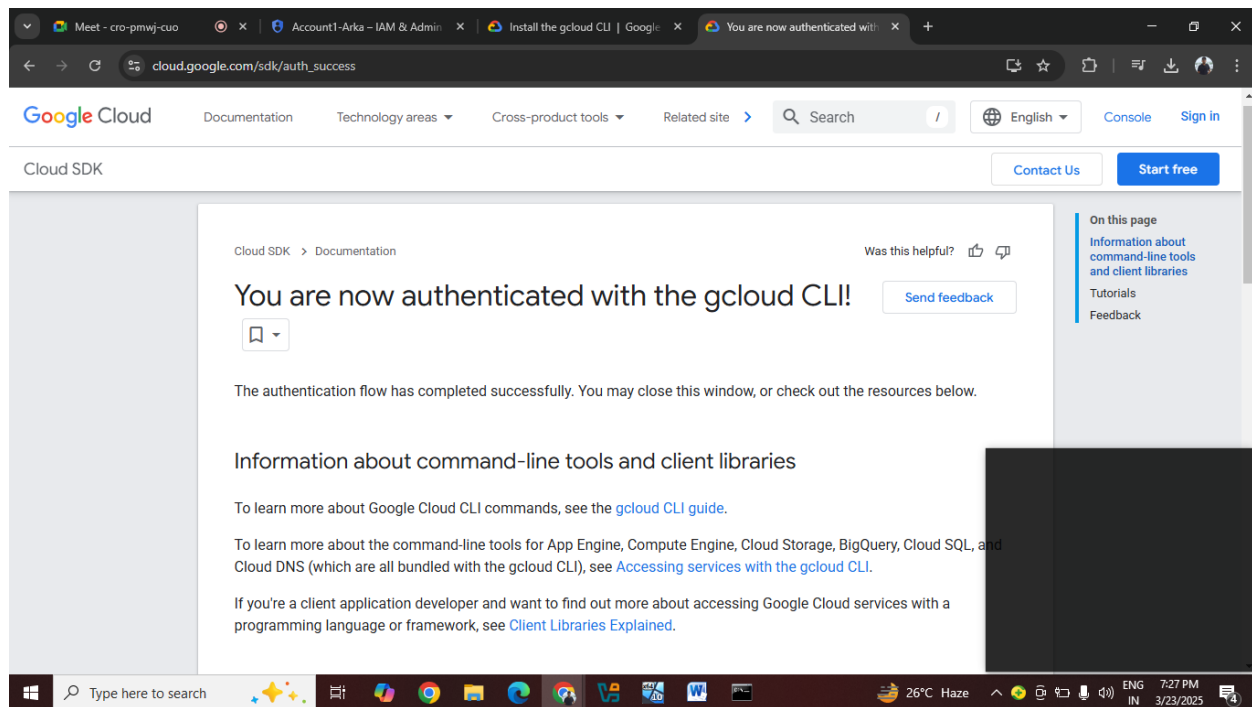 Meet - cro-pmwj-cuo
Account1-Arka – IAM & Admin
Install the gcloud CLI | Google
You are now authenticated with
cloud.google.com/sdk/auth_success
Google Cloud
Documentation
Technology areas
Cross-product tools
Related site
Search
/
English
Console
Sign in
Cloud SDK
Contact Us
Start free
On this page
Information about
command-line tools
and client libraries
Tutorials
Feedback
Cloud SDK > Documentation
Was this helpful?
You are now authenticated with the gcloud CLI!
Send feedback
The authentication flow has completed successfully. You may close this window, or check out the resources below.
Information about command-line tools and client libraries
To learn more about Google Cloud CLI commands, see the gcloud CLI guide.
To learn more about the command-line tools for App Engine, Compute Engine, Cloud Storage, BigQuery, Cloud SQL, and
Cloud DNS (which are all bundled with the gcloud CLI), see Accessing services with the gcloud CLI.
If you're a client application developer and want to find out more about accessing Google Cloud services with a
programming language or framework, see Client Libraries Explained.
Type here to search
26°C Haze
ENG
IN
7:27 PM
3/23/2025
4